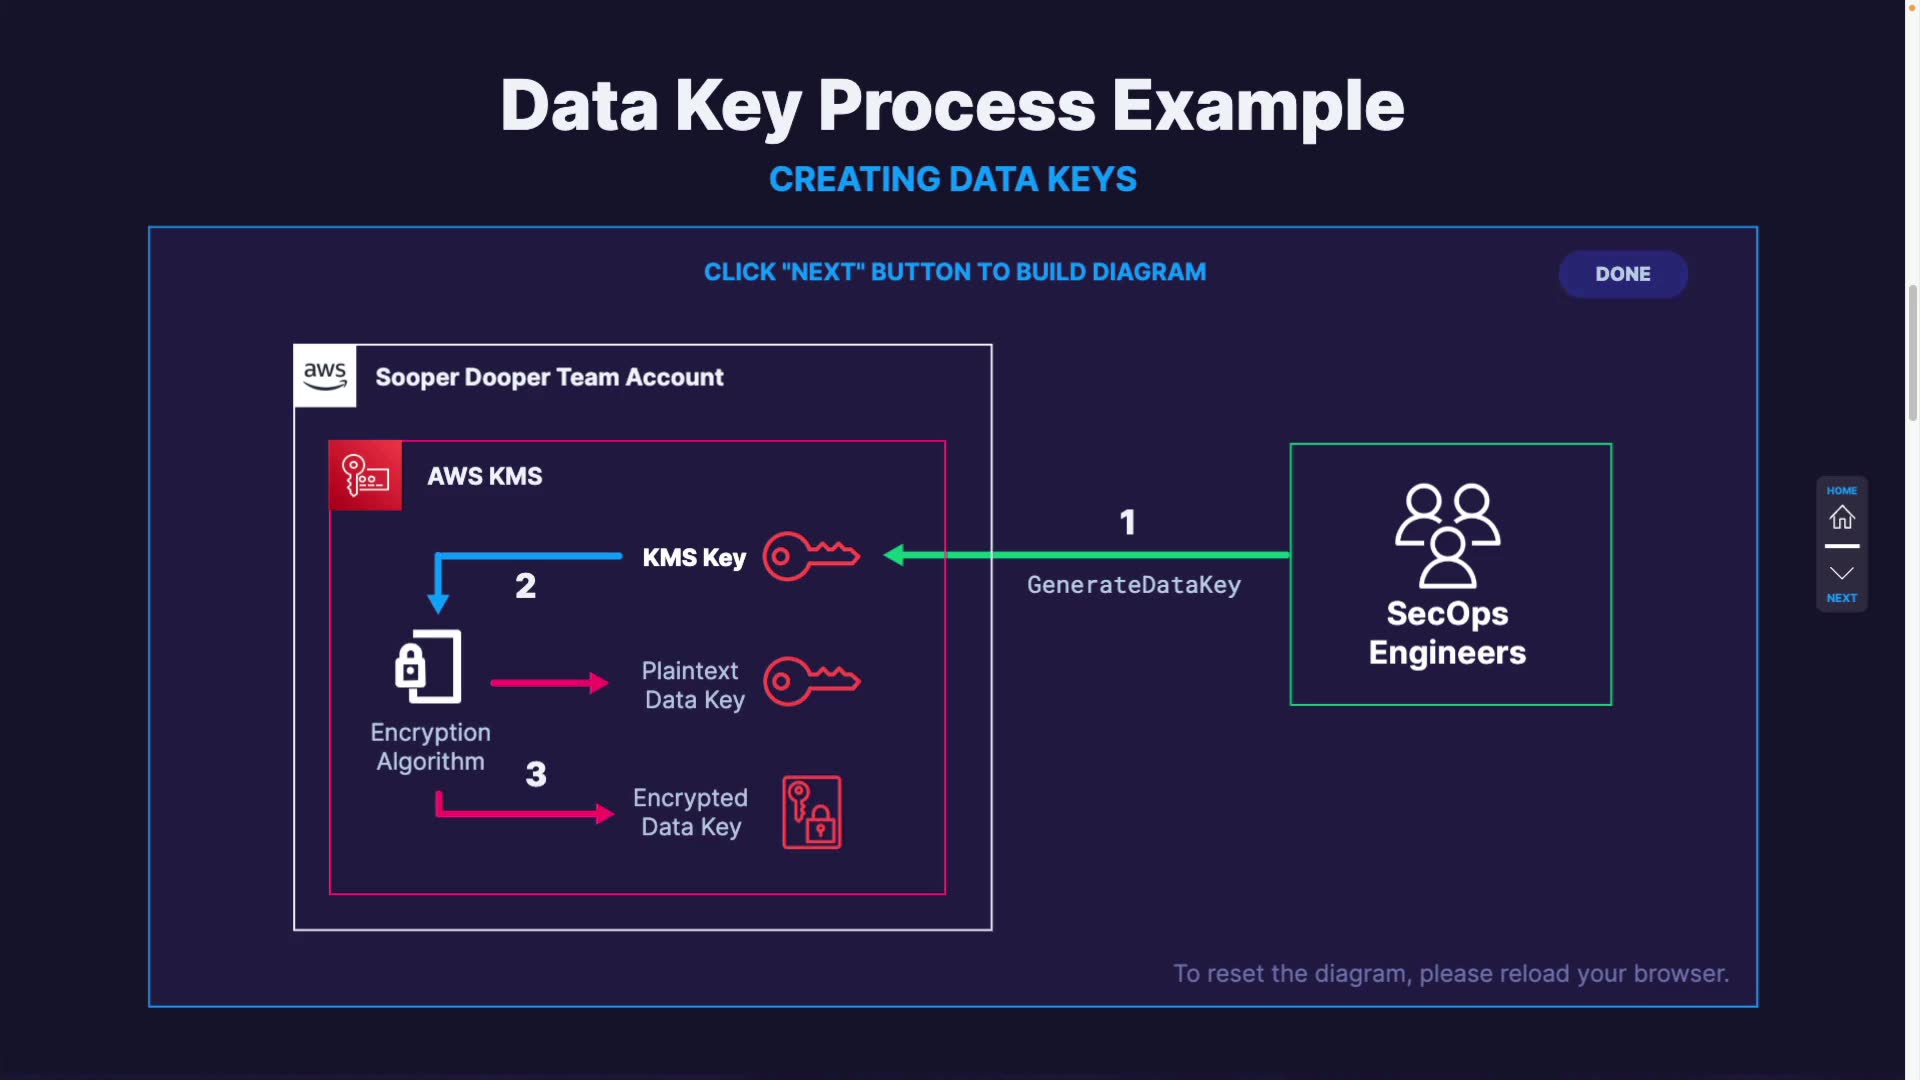 Data Key Process Example
CREATING DATA KEYS
CLICK "NEXT" BUTTON TO BUILD DIAGRAM
DONE
aws
Sooper Dooper Team Account
AWS KMS
KMS Key
1
GenerateDataKey
2
SecOps
Engineers
Plaintext
Data Key
Encryption
Algorithm
3
Encrypted
Data Key
To reset the diagram, please reload your browser.
HOME
NEXT